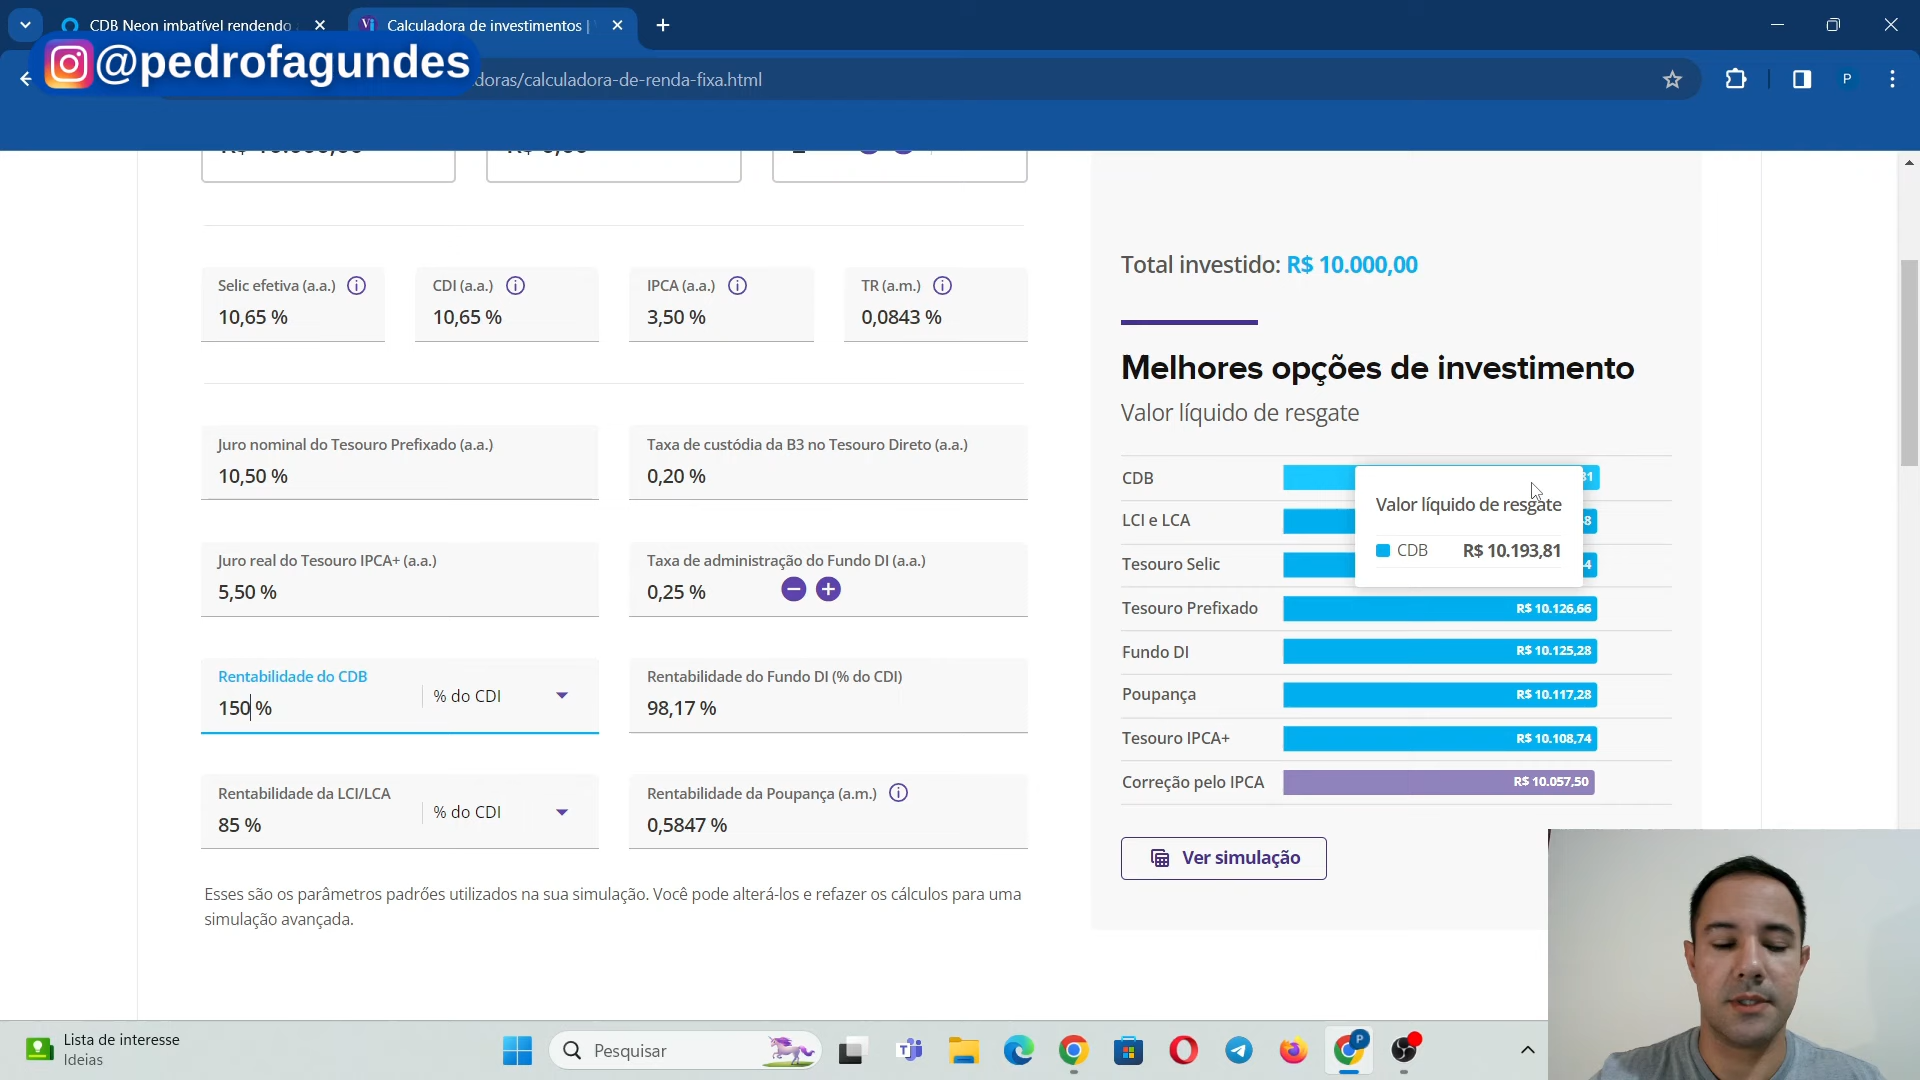 CDB Neon imbatível rendendo
Calculadora de investimentos |
@pedrofagundes
doras/calculadora-de-renda-fixa.html
P
Selic efetiva (a.a.)
10,65 %
CDI (a.a.)
10,65 %
IPCA (a.a.)
3,50 %
TR (a.m.)
0,0843 %
Juro nominal do Tesouro Prefixado (a.a.)
10,50 %
Taxa de custódia da B3 no Tesouro Direto (a.a.)
0,20 %
Juro real do Tesouro IPCA+ (a.a.)
5,50 %
Taxa de administração do Fundo DI (a.a.)
0,25 %
Rentabilidade do CDB
150 %
% do CDI
Rentabilidade do Fundo DI (% do CDI)
98,17 %
Rentabilidade da LCI/LCA
85 %
% do CDI
Rentabilidade da Poupança (a.m.)
0,5847 %
Esses são os parâmetros padrões utilizados na sua simulação. Você pode alterá-los e refazer os cálculos para uma
simulação avançada.
Total investido: R$ 10.000,00
Melhores opções de investimento
Valor líquido de resgate
CDB
LCI e LCA
Tesouro Selic
Valor líquido de resgate
CDB R$ 10.193,81
Tesouro Prefixado R$ 10.126,66
Fundo DI R$ 10.125,28
Poupança R$ 10.117,28
Tesouro IPCA+ R$ 10.108,74
Correção pelo IPCA R$ 10.057,50
Ver simulação
Lista de interesse
Ideias
Pesquisar